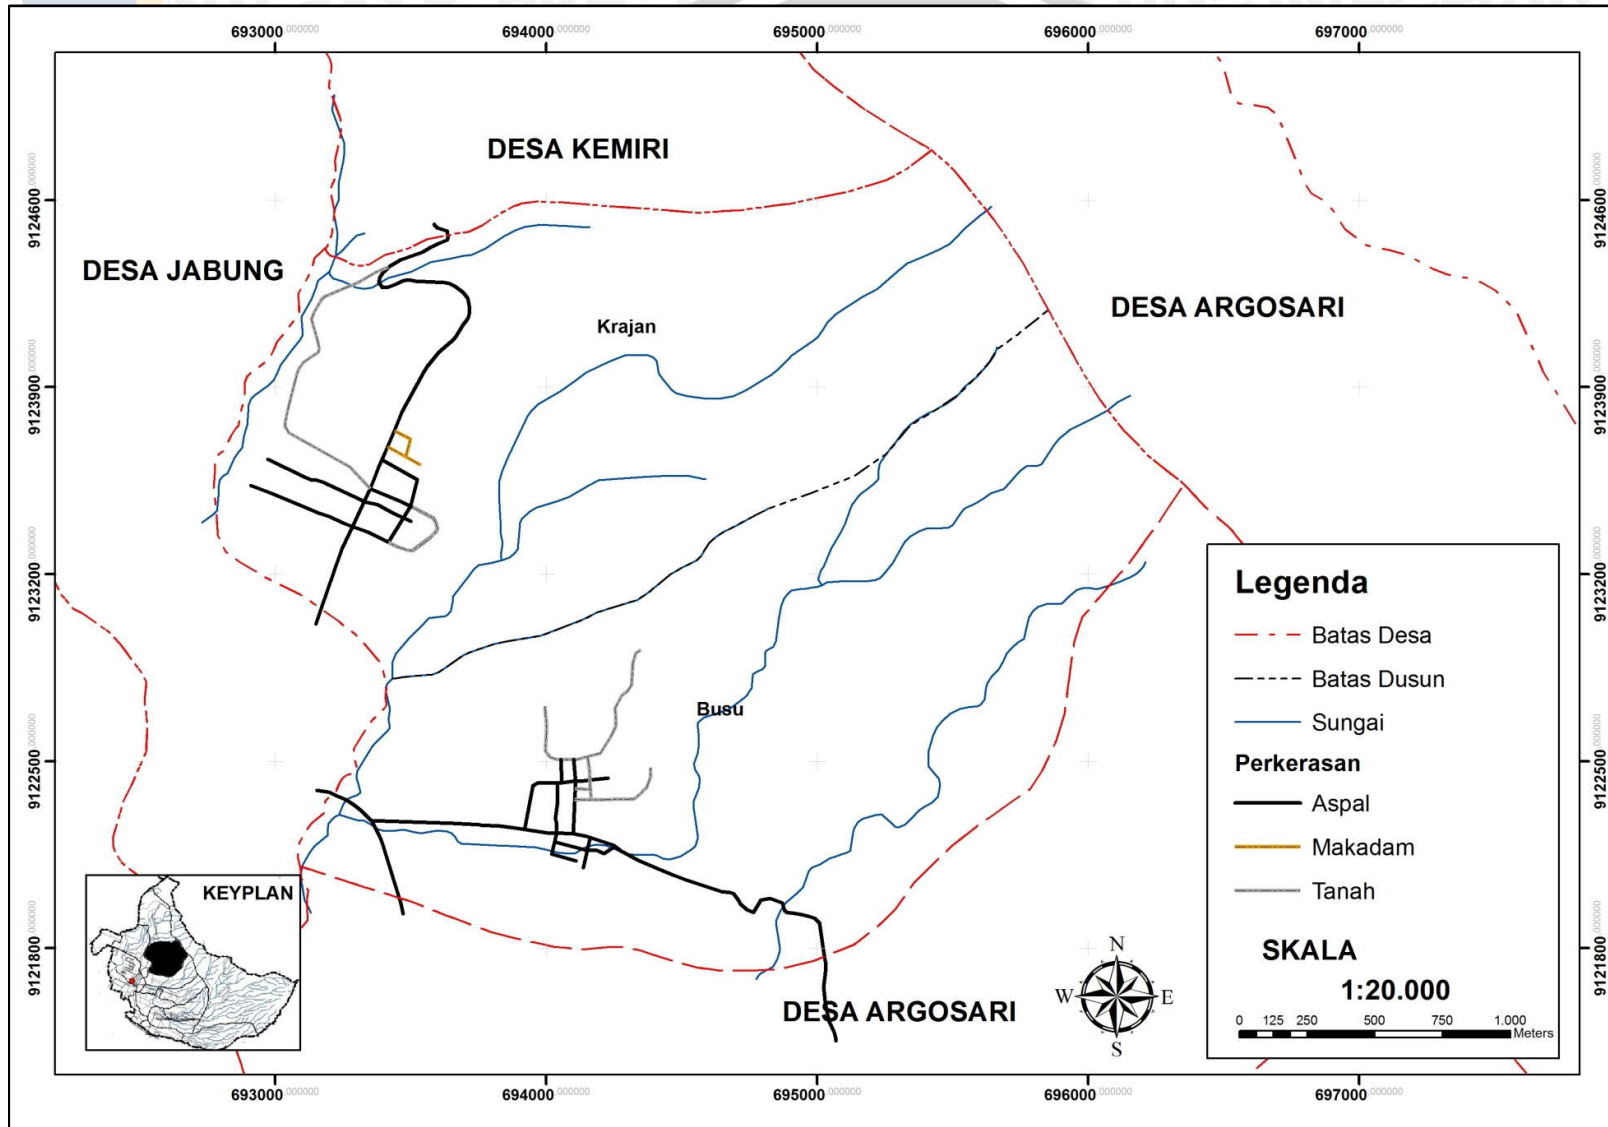 693000.000000 694000.000000 695000.000000 696000.000000 697000.000000
DESA KEMIRI
9124600.000000 9124600.000000
DESA JABUNG
DESA ARGOSARI
Krajan
9123900.000000 9123900.000000
9123200.000000 9123200.000000
Legenda
Batas Desa
Batas Dusun
Sungai
Perkerasan
Aspal
Makadam
Tanah
Busu
9122500.000000 9122500.000000
KEYPLAN
9121800.000000 9121800.000000
SKALA
1:20.000
0 125 250 500 750 1.000
Meters
N
W E
S
DESA ARGOSARI
693000.000000 694000.000000 695000.000000 696000.000000 697000.000000